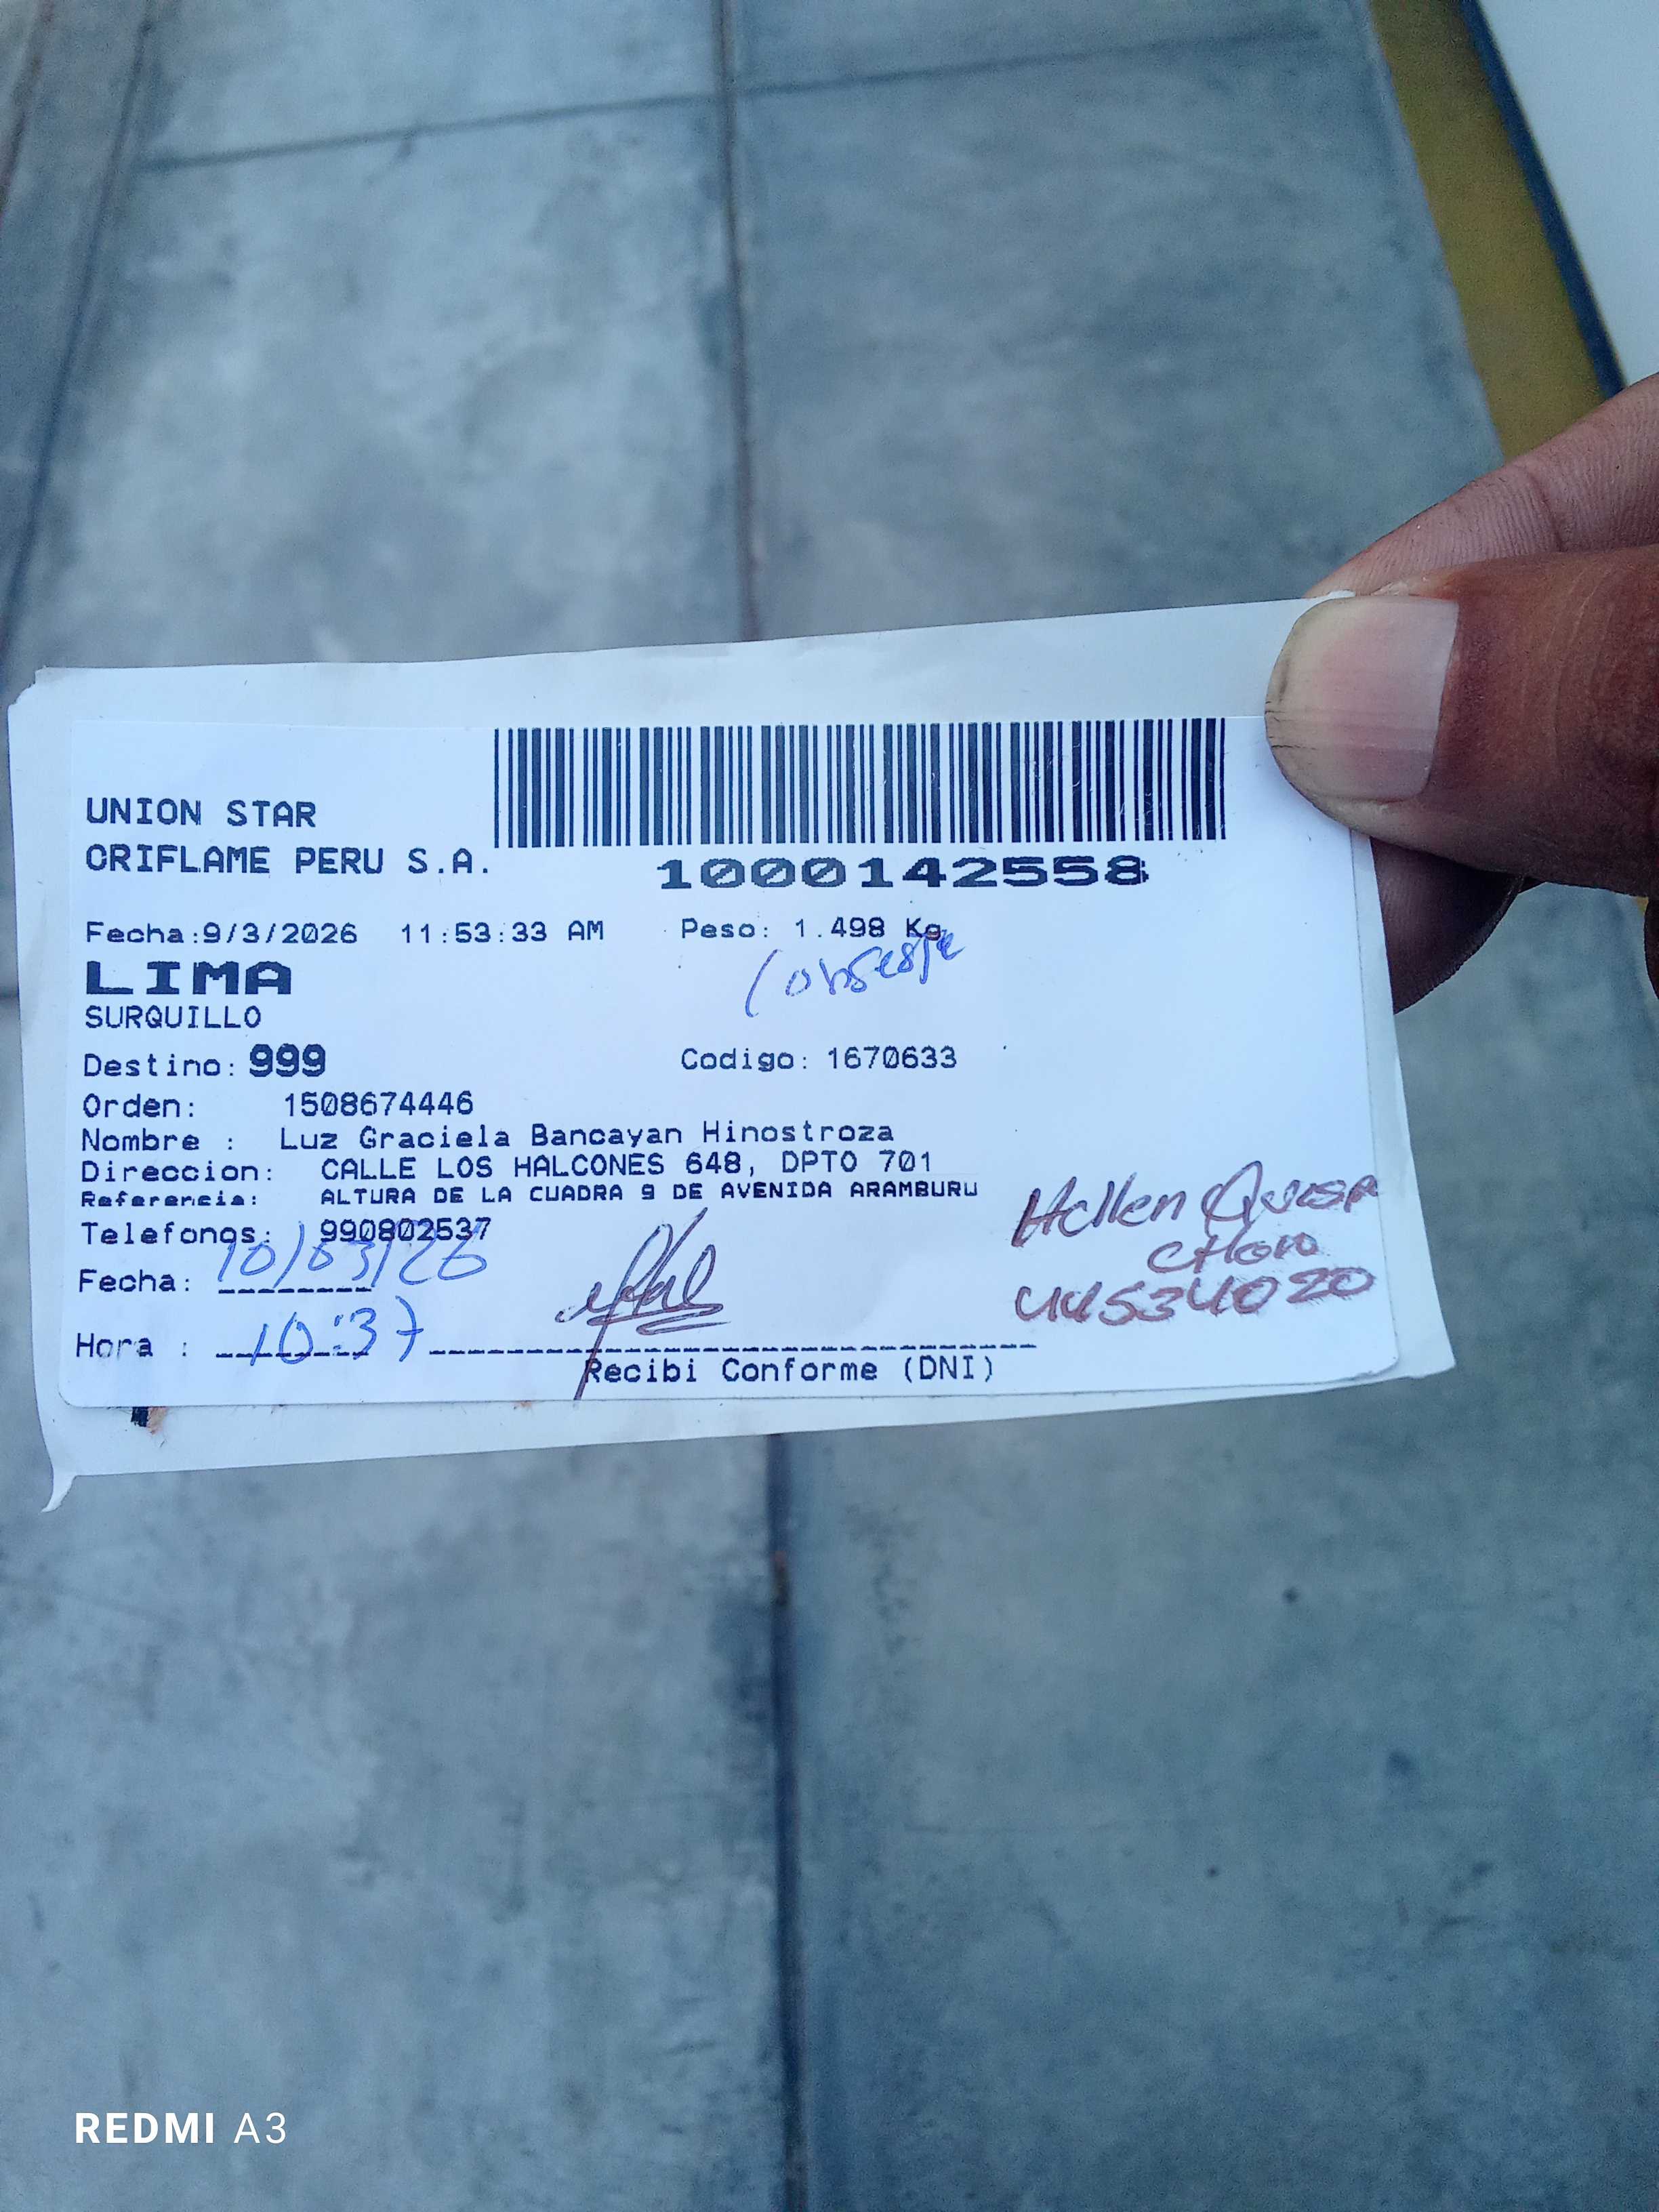 UNION STAR
ORIFLAME PERU S.A.
1000142558
Fecha:9/3/2026 11:53:33 AM Peso: 1.498 Kg
LIMA
SURQUILLO
Destino: 999 Codigo: 1670633
Orden: 1508674446
Nombre : Luz Graciela Bancayan Hinostroza
Direccion: CALLE LOS HALCONES 648, DPTO 701
Referencia: ALTURA DE LA CUADRA 9 DE AVENIDA ARAMBURU
Telefonos: 990802537
Hellen
44534020
Fecha: 10/03/26
Hora : 10:37
Recibi Conforme (DNI)
REDMI A3